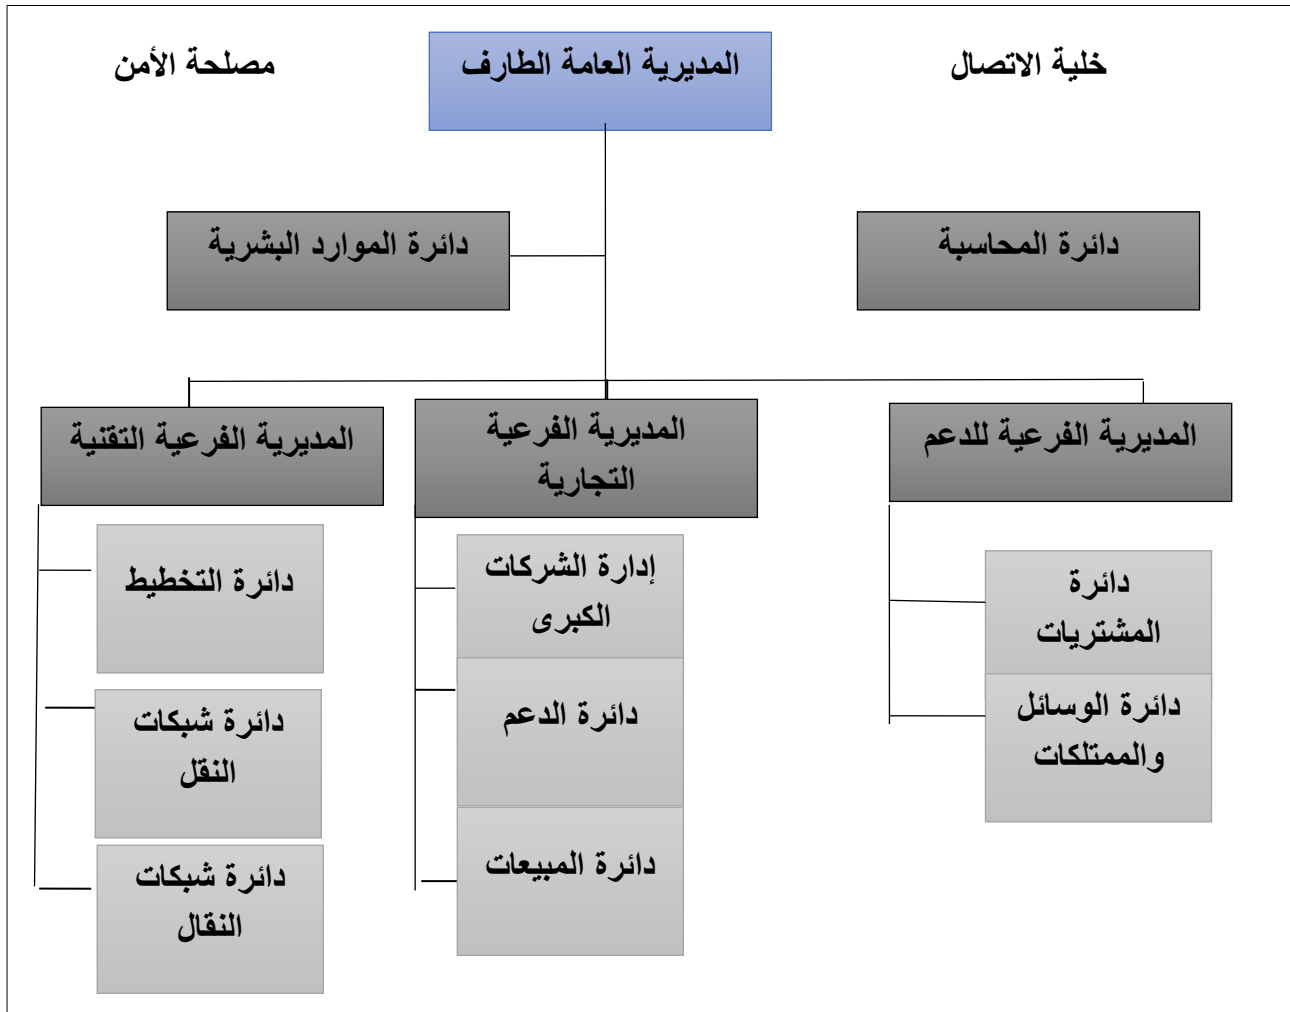 خلية الاتصال
المديرية العامة الطارف
مصلحة الأمن
دائرة المحاسبة
دائرة الموارد البشرية
المديرية الفرعية للدعم
المديرية الفرعية
التجارية
المديرية الفرعية التقنية
دائرة
المشتريات
دائرة الوسائل
والممتلكات
إدارة الشركات
الكبرى
دائرة الدعم
دائرة المبيعات
دائرة التخطيط
دائرة شبكات
النقل
دائرة شبكات
النقال